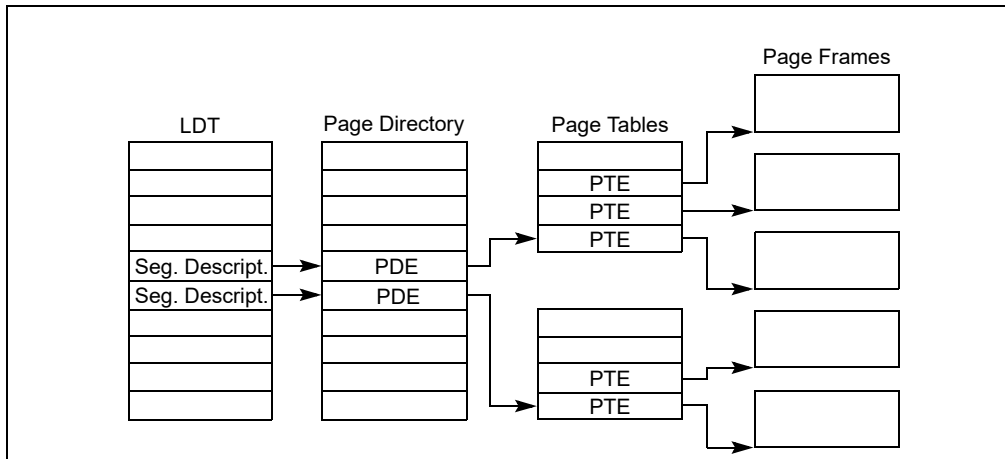 Page Frames
LDT
Page Directory
Page Tables
PTE
PTE
PTE
Seg. Descript.
PDE
Seg. Descript.
PDE
PTE
PTE